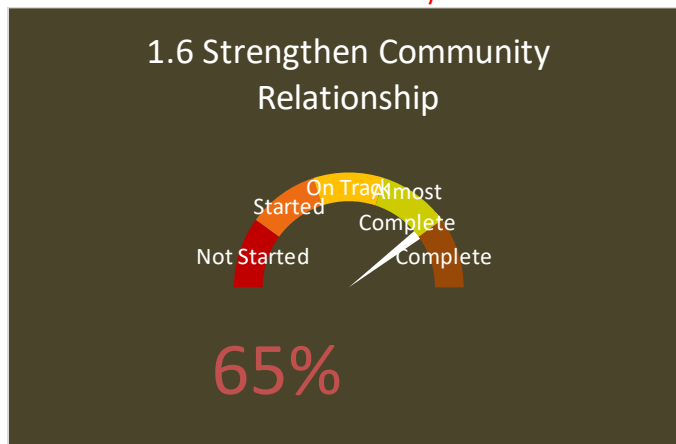 1.6 Strengthen Community
Relationship
On Track
Almost
Started
Complete
Not Started
Complete
65%